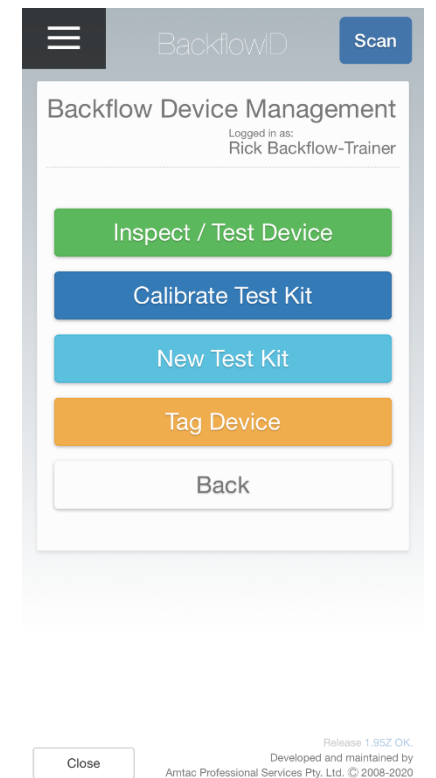 BackflowID
Scan
Backflow Device Management
Logged in as:
Rick Backflow-Trainer
Inspect / Test Device
Calibrate Test Kit
New Test Kit
Tag Device
Back
Release 1.95Z OK.
Developed and maintained by
Close
Amtac Professional Services Pty. Ltd. © 2008-2020